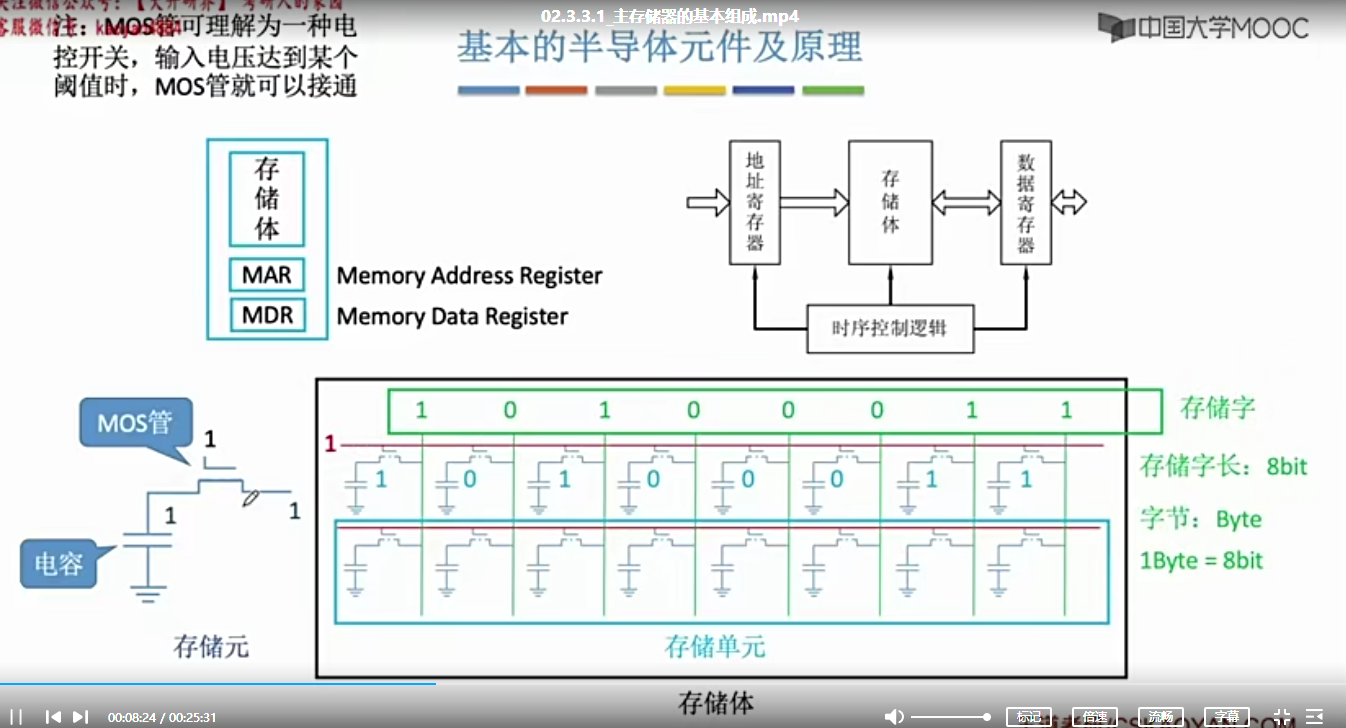 02.3.3.1_主存储器的基本组成.mp4
中国大学MOOC
注：MOS管可理解为一种电
控开关，输入电压达到某个
阈值时，MOS管就可以接通
基本的半导体元件及原理
存储体
MAR
Memory Address Register
MDR
Memory Data Register
地址寄存器
存储体
数据寄存器
时序控制逻辑
MOS管
1
1
1
电容
存储元
1 0 1 0 0 0 1 1
存储字
1
1 0 1 0 0 0 1 1
存储字长：8bit
字节：Byte
1Byte = 8bit
存储单元
存储体
00:08:24 / 00:25:31
标记
倍速
流畅
字幕